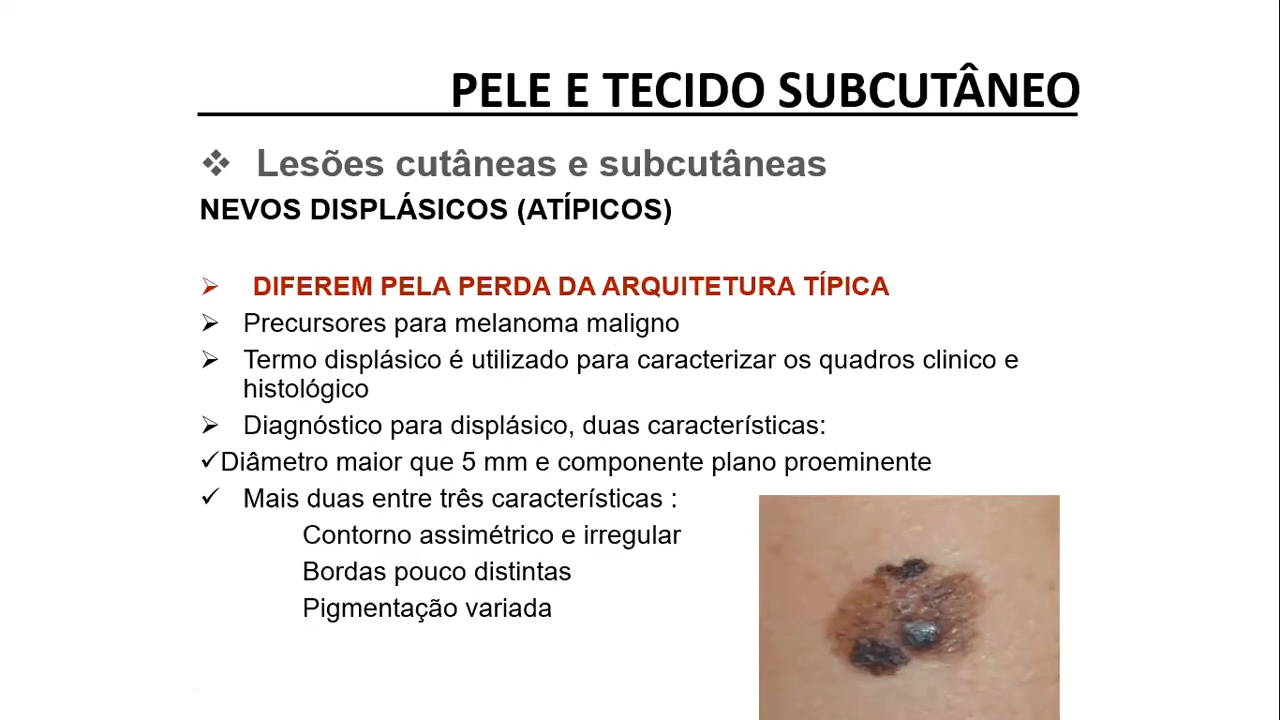 PELE E TECIDO SUBCUTÂNEO
❖ Lesões cutâneas e subcutâneas
NEVOS DISPLÁSICOS (ATÍPICOS)
➢ DIFEREM PELA PERDA DA ARQUITETURA TÍPICA
➢ Precursores para melanoma maligno
➢ Termo displásico é utilizado para caracterizar os quadros clinico e
histológico
➢ Diagnóstico para displásico, duas características:
✓Diâmetro maior que 5 mm e componente plano proeminente
✓ Mais duas entre três características :
Contorno assimétrico e irregular
Bordas pouco distintas
Pigmentação variada